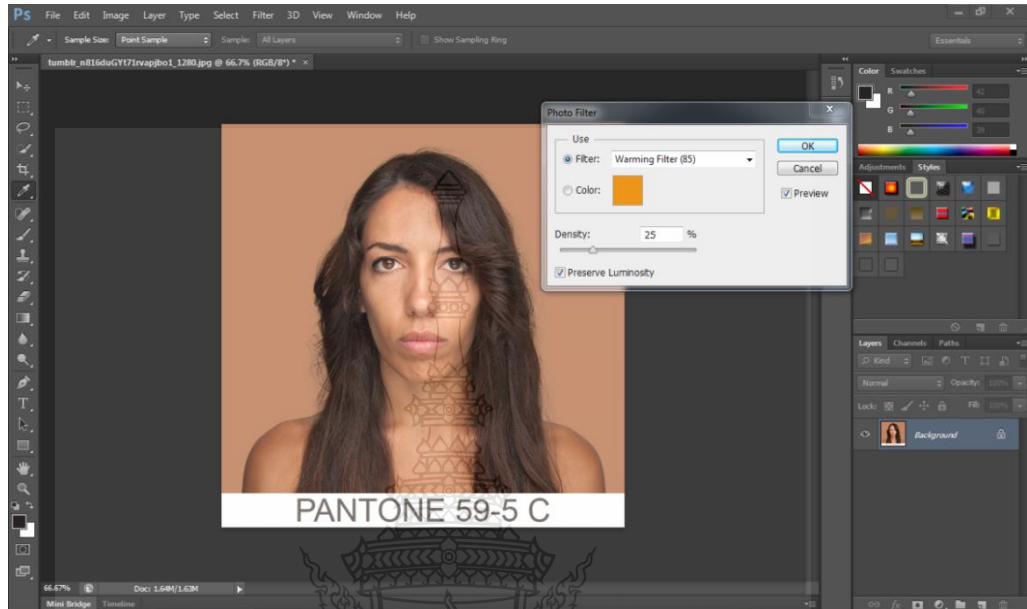 Ps File Edit Image Layer Type Select Filter 3D View Window Help
Sample Size: Point Sample Sample: All Layers Show Sampling Ring Essentials
tumblr_n816duGYt71rvapjbo1_1280.jpg @ 66.7% (RGB/8*) * ×
Color Swatches
R 42
G 40
B 39
Photo Filter
Use
Filter: Warming Filter (85) OK
Cancel
Color: Preview
Density: 25 %
Preserve Luminosity
Adjustments Styles
PANTONE 59-5 C
Layers Channels Paths
Kind
Normal Opacity: 100%
Lock: Fill: 100%
Background
66.67% Doc: 1.64M/1.63M
Mini Bridge Timeline